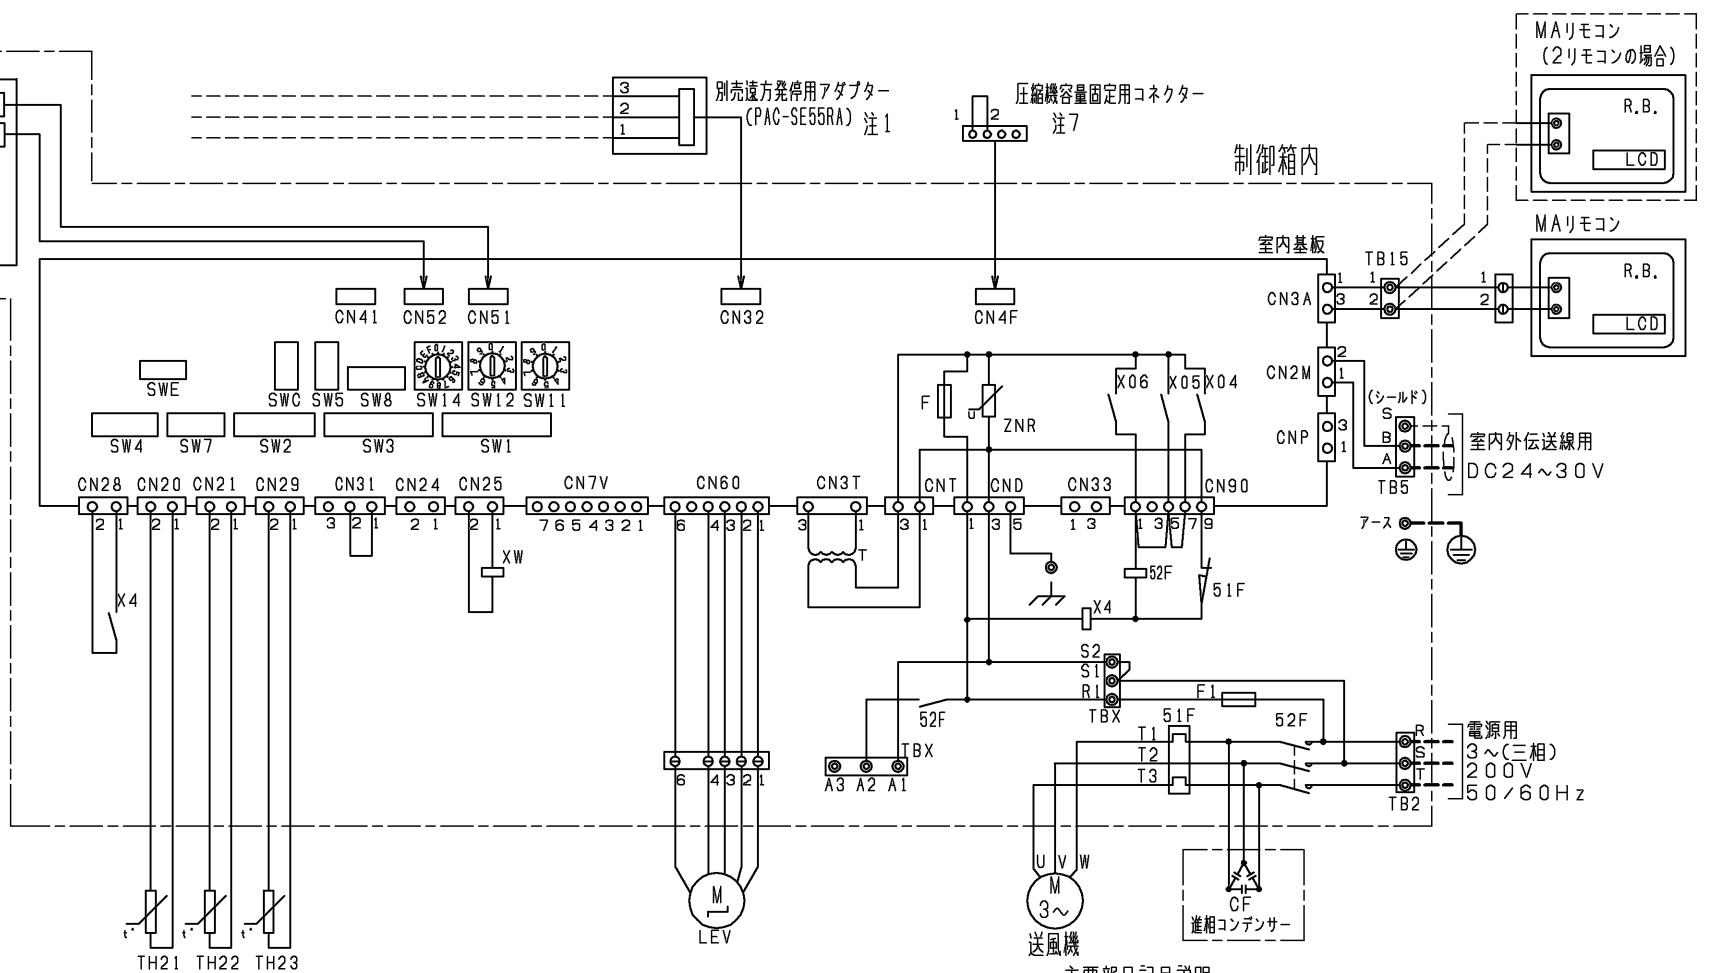 MAリモコン
(2リモコンの場合)
R.B.
LCD
3
2
1
別売遠方発停用アダプター
(PAC-SE55RA) 注1
1 2
圧縮機容量固定用コネクター
注7
制御箱内
MAリモコン
R.B.
LCD
室内基板
TB15
CN3A
1 1 1
3 2 2
CN41 CN52 CN51 CN32 CN4F
CN2M
2
1
CNP
3
1
SWE SWC SW5 SW8 SW14 SW12 SW11
SW4 SW7 SW2 SW3 SW1
F
u
ZNR
X06 X05 X04
(シールド)
S
B
A
TB5
室内外伝送線用
DC24~30V
CN28 CN20 CN21 CN29 CN31 CN24 CN25 CN7V CN60 CN3T CNT CND CN33 CN90
2 1 2 1 2 1 2 1 3 2 1 2 1 2 1 7 6 5 4 3 2 1 6 4 3 2 1 3 1 3 1 1 3 5 1 3 1 3 5 7 9
アース
X4
XW
T
52F
51F
X4
S2
S1
R1
TBX
F1
52F
TBX
A3 A2 A1
6 4 3 2 1
51F
52F
T1
T2
T3
R
S
T
TB2
電源用
3~(三相)
200V
50/60Hz
U V W
M
3~
送風機
CF
進相コンデンサー
M
LEV
t° t° t°
TH21 TH22 TH23
主要部品記号説明